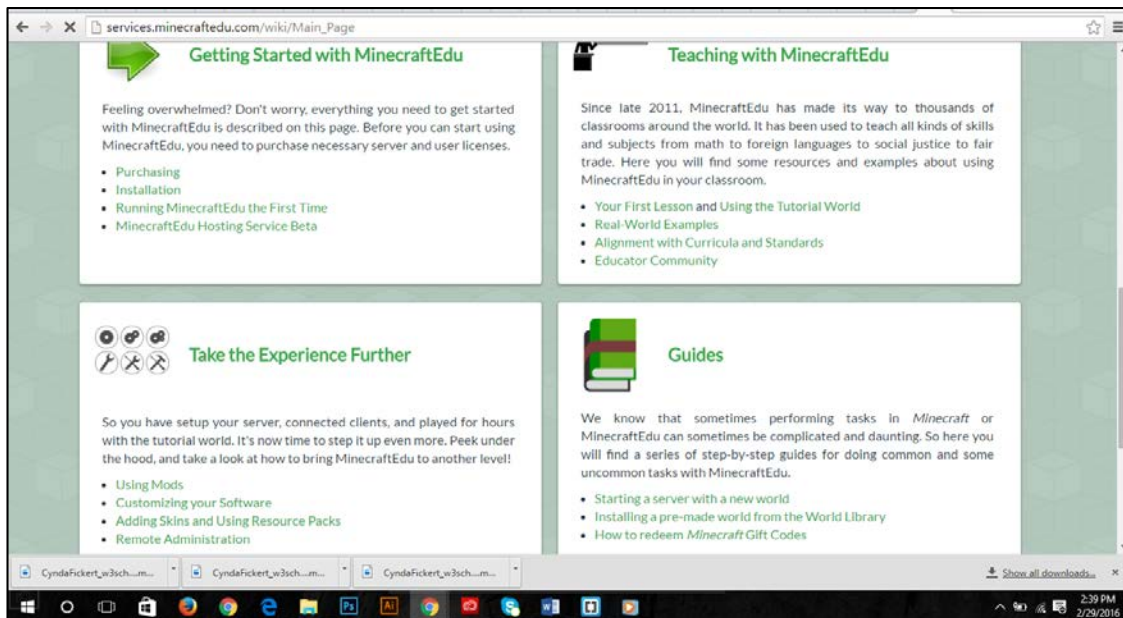 services.minecraftedu.com/wiki/Main_Page
Getting Started with MinecraftEdu
Feeling overwhelmed? Don't worry, everything you need to get started
with MinecraftEdu is described on this page. Before you can start using
MinecraftEdu, you need to purchase necessary server and user licenses.
Purchasing
Installation
Running MinecraftEdu the First Time
MinecraftEdu Hosting Service Beta
Teaching with MinecraftEdu
Since late 2011, MinecraftEdu has made its way to thousands of
classrooms around the world. It has been used to teach all kinds of skills
and subjects from math to foreign languages to social justice to fair
trade. Here you will find some resources and examples about using
MinecraftEdu in your classroom.
Your First Lesson and Using the Tutorial World
Real-World Examples
Alignment with Curricula and Standards
Educator Community
Take the Experience Further
So you have setup your server, connected clients, and played for hours
with the tutorial world. It's now time to step it up even more. Peek under
the hood, and take a look at how to bring MinecraftEdu to another level!
Using Mods
Customizing your Software
Adding Skins and Using Resource Packs
Remote Administration
Guides
We know that sometimes performing tasks in Minecraft or
MinecraftEdu can sometimes be complicated and daunting. So here you
will find a series of step-by-step guides for doing common and some
uncommon tasks with MinecraftEdu.
Starting a server with a new world
Installing a pre-made world from the World Library
How to redeem Minecraft Gift Codes
CyndaFickert_w3sch....m...
CyndaFickert_w3sch....m...
CyndaFickert_w3sch....m...
Show all downloads...
Ps
Ai
2:39 PM
2/29/2016